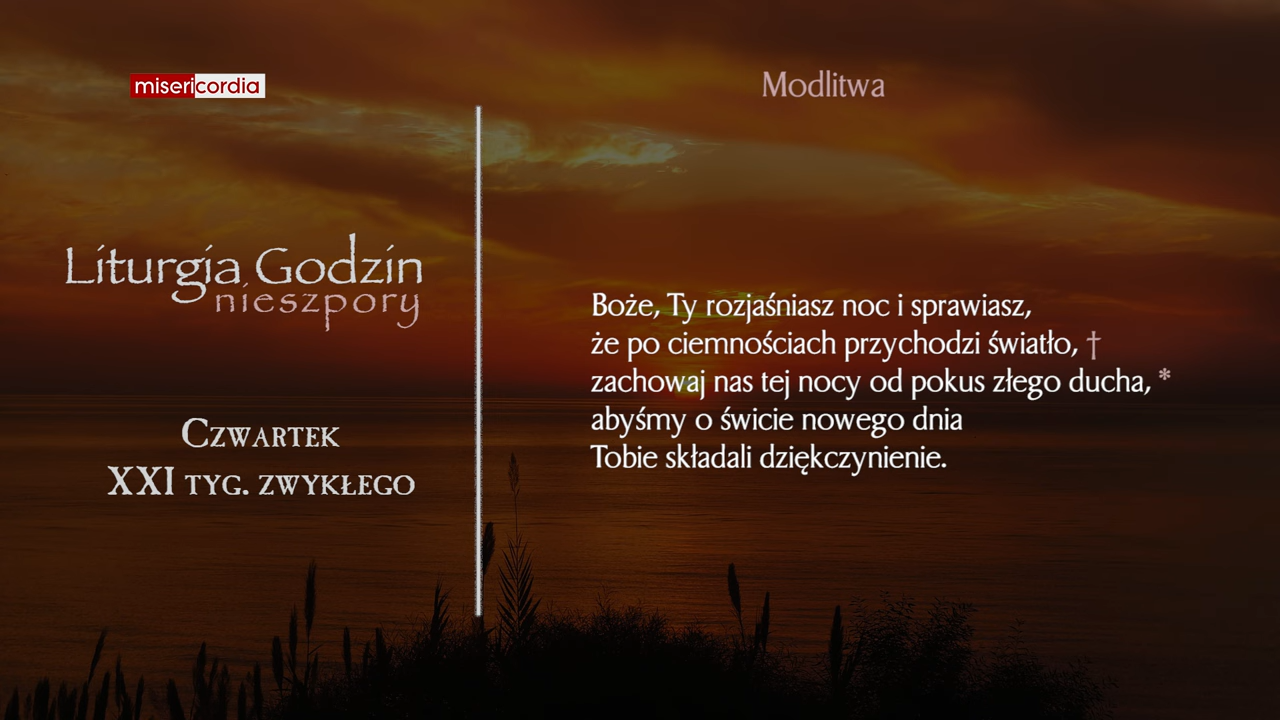 misericordia
Modlitwa
Liturgia Godzin
nieszpory
Czwartek
XXI tyg. zwykłego
Boże, Ty rozjaśniasz noc i sprawiasz,
że po ciemnościach przychodzi światło, †
zachowaj nas tej nocy od pokus złego ducha, *
abyśmy o świcie nowego dnia
Tobie składali dziękczynienie.